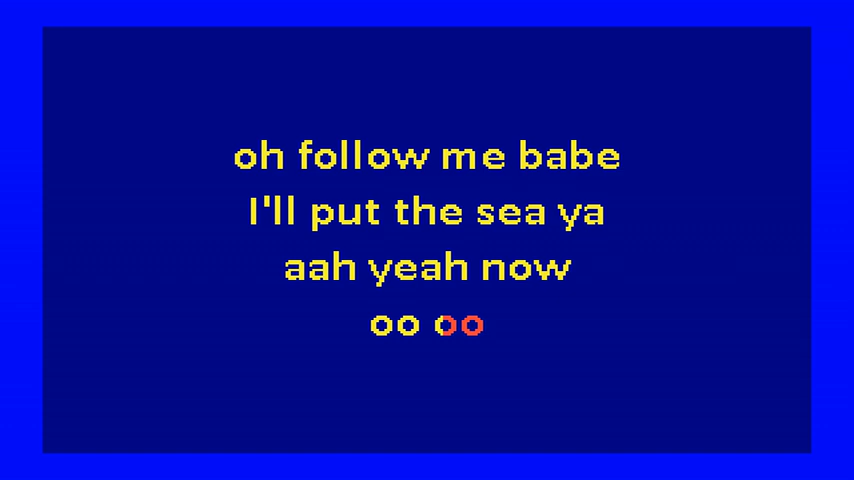 oh follow me babe
I'll put the sea ya
aah yeah now
oo oo